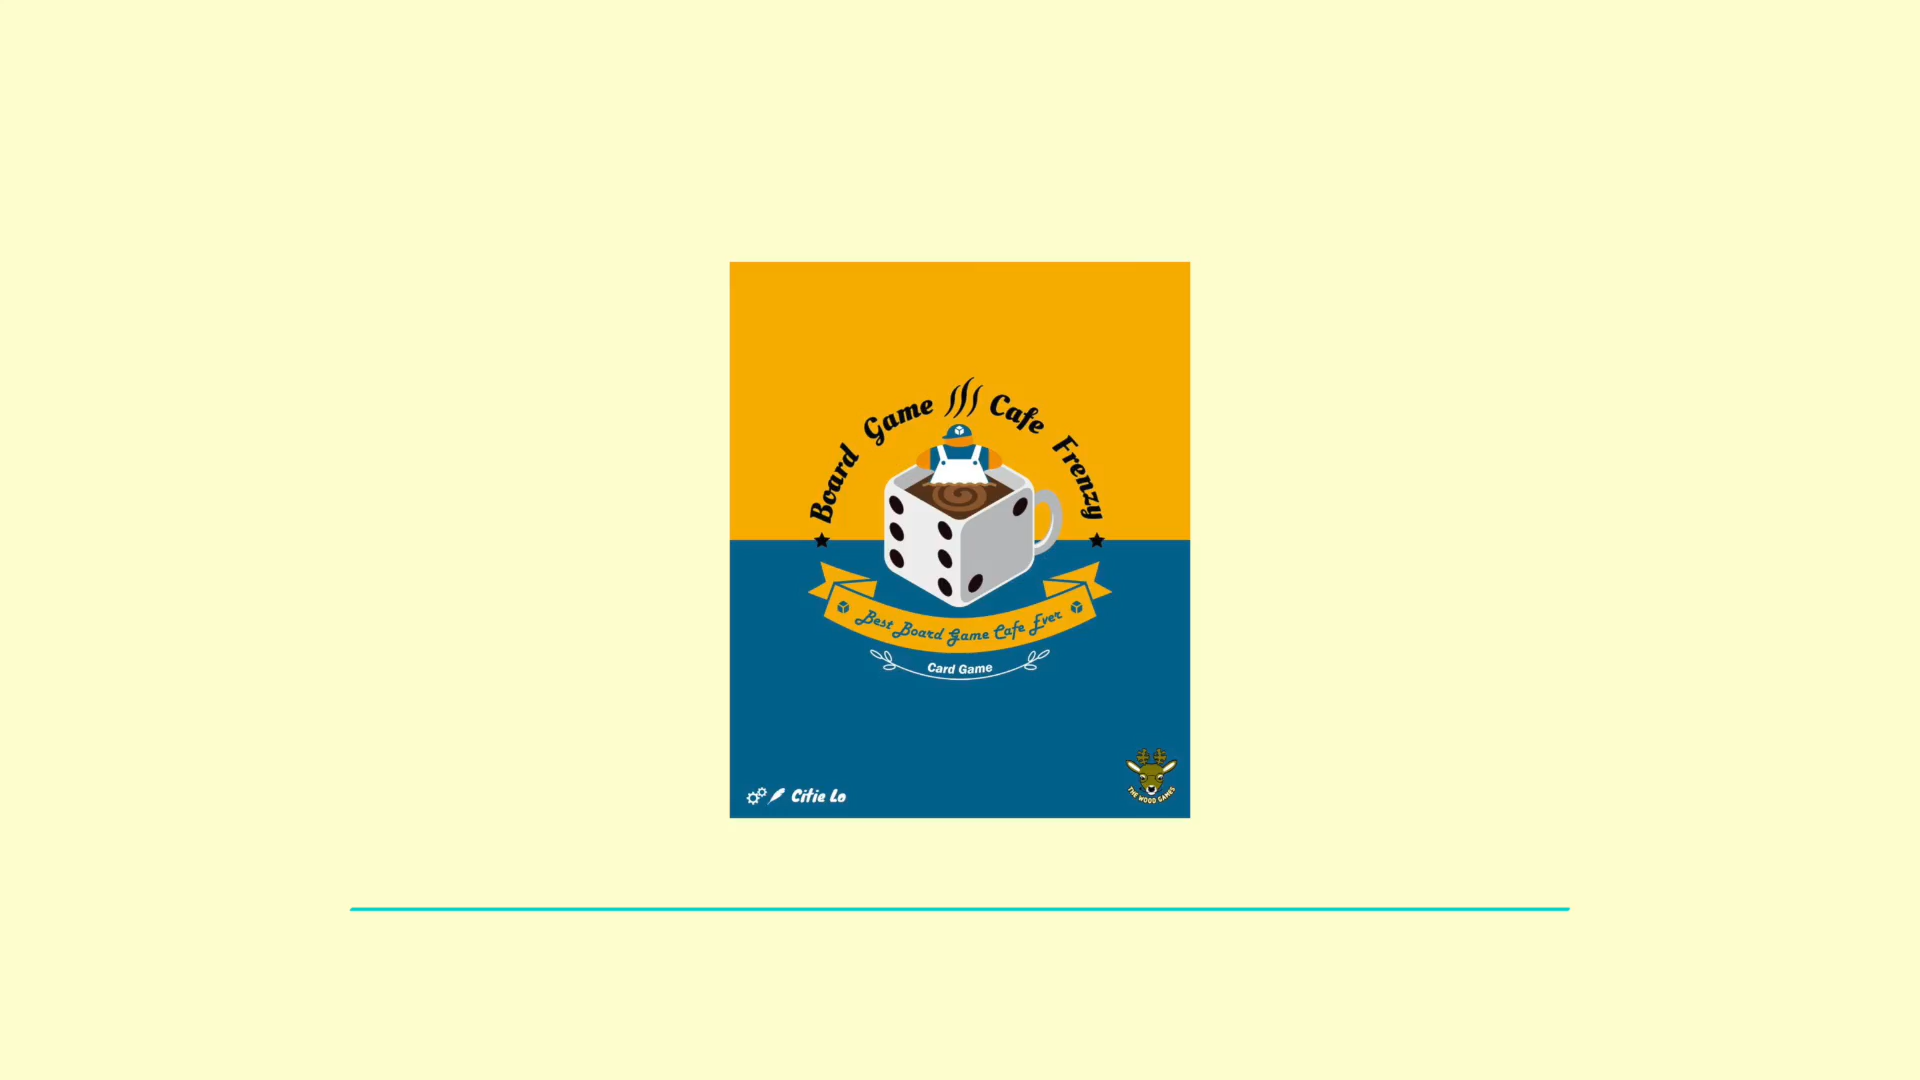 Board Game Cafe Frenzy
Best Board Game Cafe Ever
Card Game
Citie Lo
THE WOOD GAMES